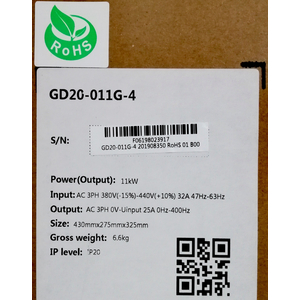 RoHS
GD20-011G-4
S/N:
F06198023917
GD20-011G-4 201908350 RoHS 01 B00
Power(Output): 11kW
Input: AC 3PH 380V(-15%)-440V(+10%) 32A 47Hz-63Hz
Output: AC 3PH 0V-Uinput 25A 0Hz-400Hz
Size: 430mmx275mmx325mm
Gross weight: 6.6kg
IP level: IP20